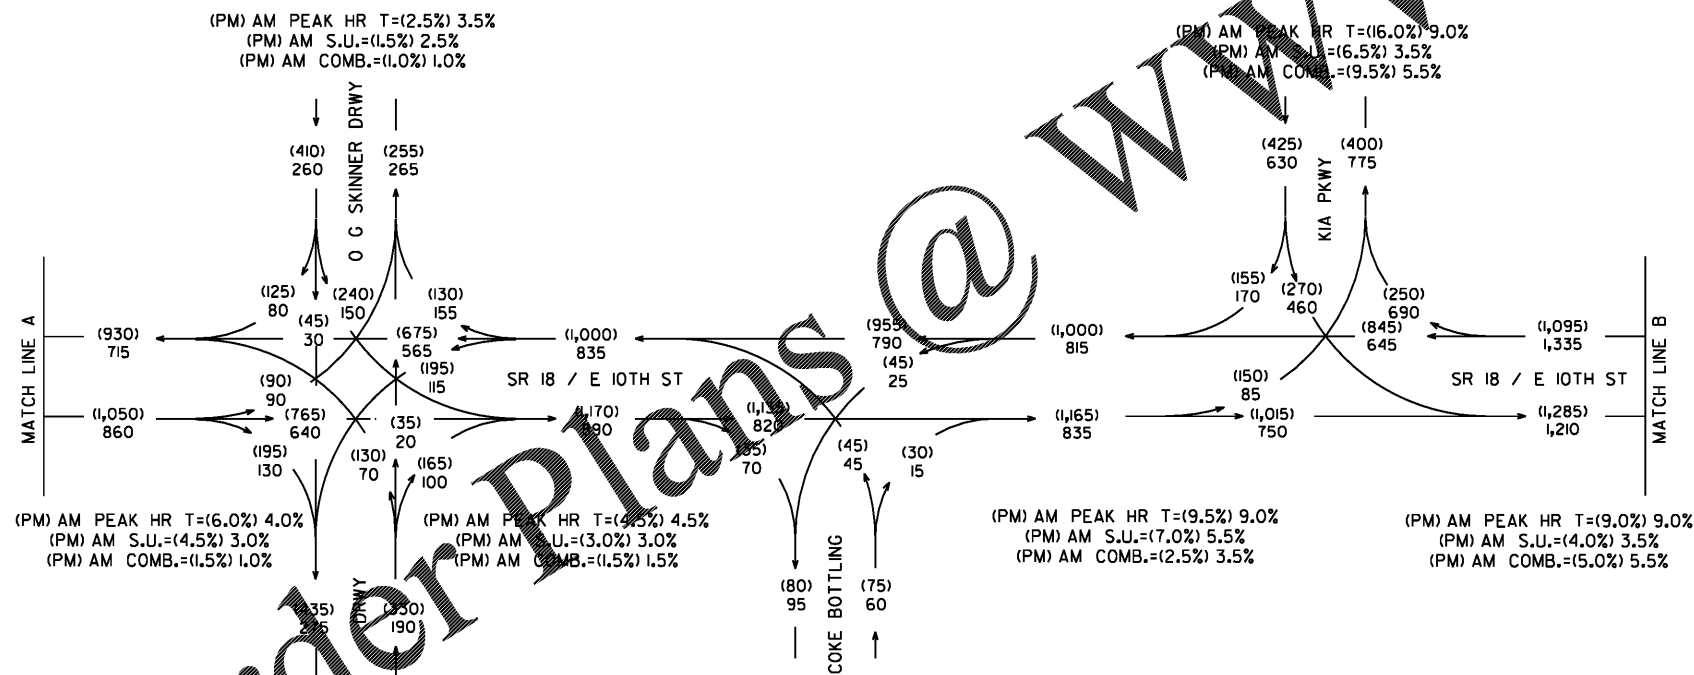 (PM) AM PEAK HR T=(2.5%) 3.5%
(PM) AM S.U.=(1.5%) 2.5%
(PM) AM COMB.=(1.0%) 1.0%
(PM) AM PEAK HR T=(16.0%) 9.0%
(PM) AM S.U.=(6.5%) 3.5%
(PM) AM COMB.=(9.5%) 5.5%
O G SKINNER DRWY
(410)
260
(255)
265
KIA PKWY
(425)
630
(400)
775
MATCH LINE A
(930)
715
(125)
80
(45)
30
(240)
150
(130)
155
(675)
565
(195)
115
(1,000)
835
(955)
790
(45)
25
(1,000)
815
(155)
170
(270)
460
(250)
690
(845)
645
(1,095)
1,335
MATCH LINE B
SR 18 / E 10TH ST
SR 18 / E 10TH ST
(1,050)
860
(90)
90
(765)
640
(195)
130
(130)
70
(35)
20
(165)
100
(1,170)
890
(1,135)
820
(35)
70
(45)
45
(30)
15
(1,165)
835
(150)
85
(1,015)
750
(1,285)
1,210
(PM) AM PEAK HR T=(6.0%) 4.0%
(PM) AM S.U.=(4.5%) 3.0%
(PM) AM COMB.=(1.5%) 1.0%
(PM) AM PEAK HR T=(4.5%) 4.5%
(PM) AM S.U.=(3.0%) 3.0%
(PM) AM COMB.=(1.5%) 1.5%
(PM) AM PEAK HR T=(9.5%) 9.0%
(PM) AM S.U.=(7.0%) 5.5%
(PM) AM COMB.=(2.5%) 3.5%
(PM) AM PEAK HR T=(9.0%) 9.0%
(PM) AM S.U.=(4.0%) 3.5%
(PM) AM COMB.=(5.0%) 5.5%
(435)
275
DRWY
(330)
190
(80)
95
COKE BOTTLING
(75)
60
Plans @